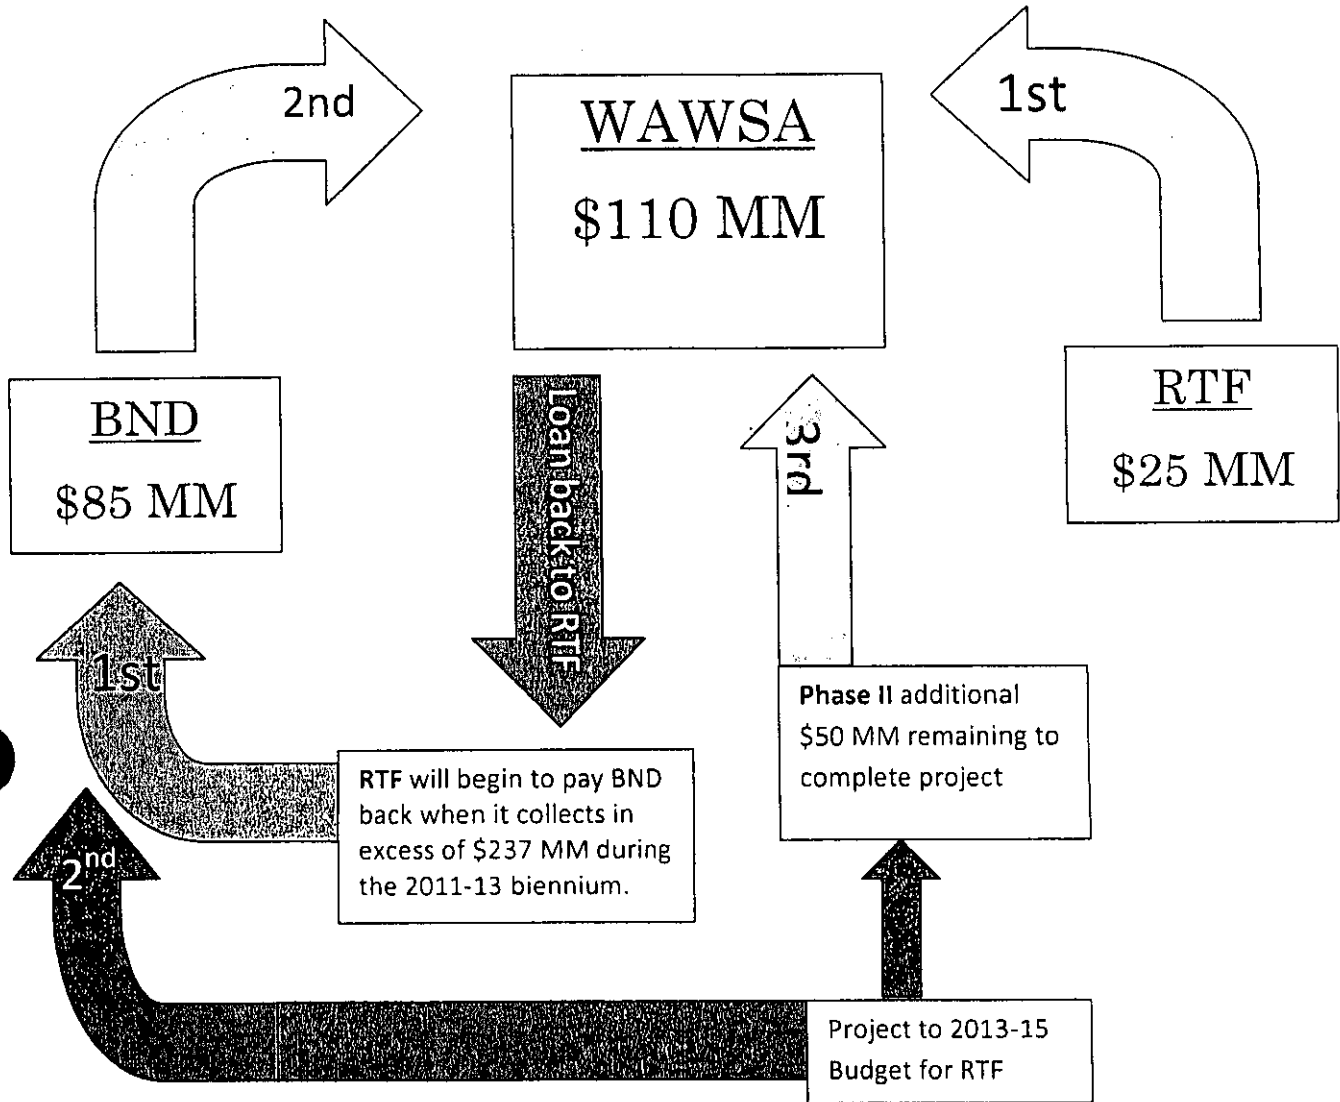 2nd
WAWSA
$110 MM
1st
BND
$85 MM
RTF
$25 MM
Loan back to RTF
3rd
1st
RTF will begin to pay BND
back when it collects in
excess of $237 MM during
the 2011-13 biennium.
Phase II additional
$50 MM remaining to
complete project
2nd
Project to 2013-15
Budget for RTF